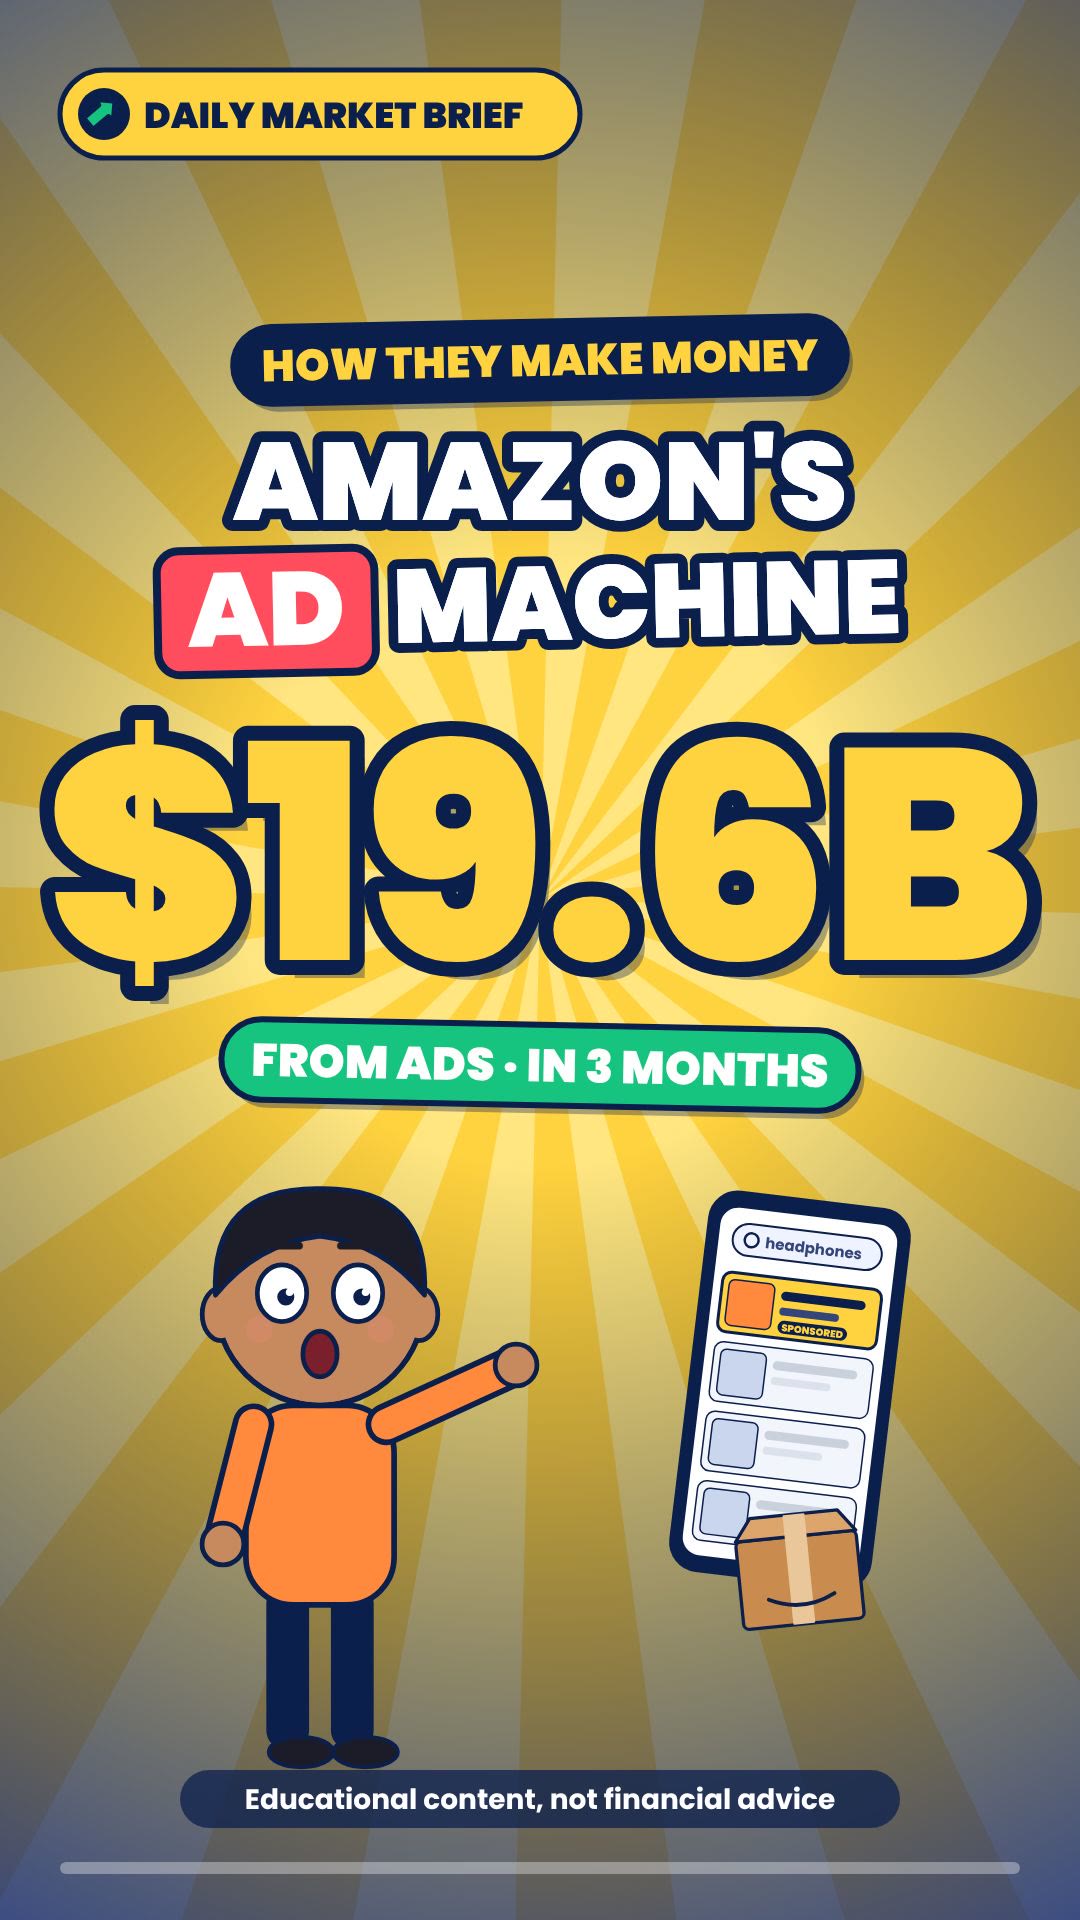 DAILY MARKET BRIEF
HOW THEY MAKE MONEY
AMAZON'S
AD MACHINE
$19.6B
FROM ADS • IN 3 MONTHS
headphones
SPONSORED
Educational content, not financial advice